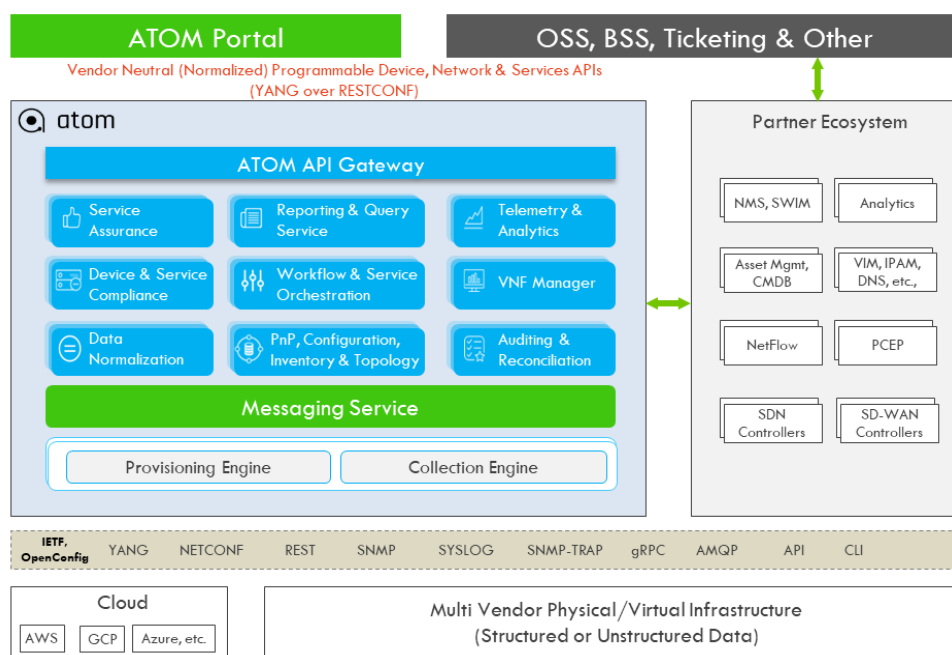 ATOM Portal
OSS, BSS, Ticketing & Other
Vendor Neutral (Normalized) Programmable Device, Network & Services APIs
(YANG over RESTCONF)
atom
Partner Ecosystem
ATOM API Gateway
Service
Assurance
Reporting & Query
Service
Telemetry &
Analytics
Device & Service
Compliance
Workflow & Service
Orchestration
VNF Manager
Data
Normalization
PnP, Configuration,
Inventory & Topology
Auditing &
Reconciliation
Messaging Service
Provisioning Engine
Collection Engine
NMS, SWIM
Analytics
Asset Mgmt,
CMDB
VIM, IPAM,
DNS, etc.,
NetFlow
PCEP
SDN
Controllers
SD-WAN
Controllers
IETF,
OpenConfig
YANG
NETCONF
REST
SNMP
SYSLOG
SNMP-TRAP
gRPC
AMQP
API
CLI
Cloud
AWS
GCP
Azure, etc.
Multi Vendor Physical/Virtual Infrastructure
(Structured or Unstructured Data)